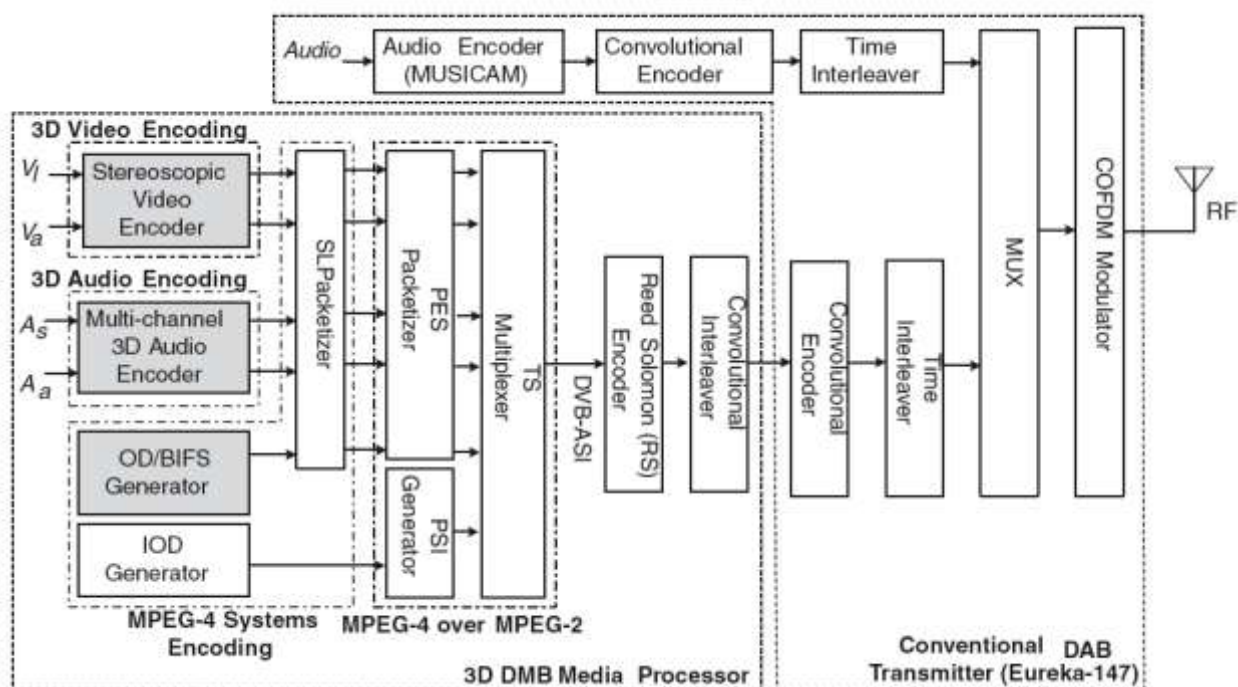 Audio
Audio Encoder
(MUSICAM)
Convolutional
Encoder
Time
Interleaver
MUX
COFDM Modulator
RF
3D Video Encoding
Vl
Va
Stereoscopic
Video
Encoder
3D Audio Encoding
As
Aa
Multi-channel
3D Audio
Encoder
OD/BIFS
Generator
IOD
Generator
SLPacketizer
PES
Packetizer
PSI
Generator
TS
Multiplexer
DVB-ASI
Reed Solomon (RS)
Encoder
Convolutional
Interleaver
Convolutional
Encoder
Time
Interleaver
MPEG-4 Systems
Encoding
MPEG-4 over MPEG-2
3D DMB Media Processor
Conventional DAB
Transmitter (Eureka-147)